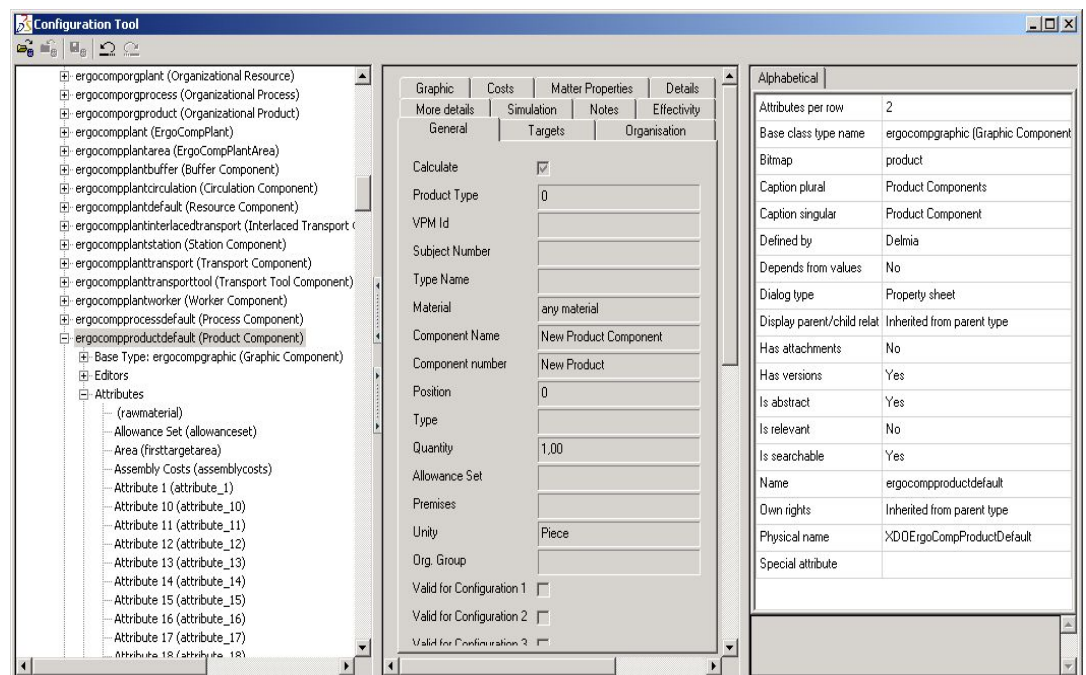 Configuration Tool
ergocomporgplant (Organizational Resource)
ergocomporgprocess (Organizational Process)
ergocomporgproduct (Organizational Product)
ergocompplant (ErgoCompPlant)
ergocompplantarea (ErgoCompPlantArea)
ergocompplantbuffer (Buffer Component)
ergocompplantcirculation (Circulation Component)
ergocompplantdefault (Resource Component)
ergocompplantinterlacedtransport (Interlaced Transport
ergocompplantstation (Station Component)
ergocompplanttransport (Transport Component)
ergocompplanttransporttool (Transport Tool Component)
ergocompplantworker (Worker Component)
ergocompprocessdefault (Process Component)
ergocompproductdefault (Product Component)
Base Type: ergocompgraphic (Graphic Component)
Editors
Attributes
(rawmaterial)
Allowance Set (allowanceset)
Area (firsttargetarea)
Assembly Costs (assemblycosts)
Attribute 1 (attribute_1)
Attribute 10 (attribute_10)
Attribute 11 (attribute_11)
Attribute 12 (attribute_12)
Attribute 13 (attribute_13)
Attribute 14 (attribute_14)
Attribute 15 (attribute_15)
Attribute 16 (attribute_16)
Attribute 17 (attribute_17)
Attribute 18 (attribute_18)
Graphic Costs Matter Properties Details
More details Simulation Notes Effectivity
General Targets Organisation
Calculate
Product Type 0
VPM Id
Subject Number
Type Name
Material any material
Component Name New Product Component
Component number New Product
Position 0
Type
Quantity 1,00
Allowance Set
Premises
Unity Piece
Org. Group
Valid for Configuration 1
Valid for Configuration 2
Valid for Configuration 3
Alphabetical
Attributes per row 2
Base class type name ergocompgraphic (Graphic Component
Bitmap product
Caption plural Product Components
Caption singular Product Component
Defined by Delmia
Depends from values No
Dialog type Property sheet
Display parent/child relat Inherited from parent type
Has attachments No
Has versions Yes
Is abstract Yes
Is relevant No
Is searchable Yes
Name ergocompproductdefault
Own rights Inherited from parent type
Physical name XDOErgoCompProductDefault
Special attribute